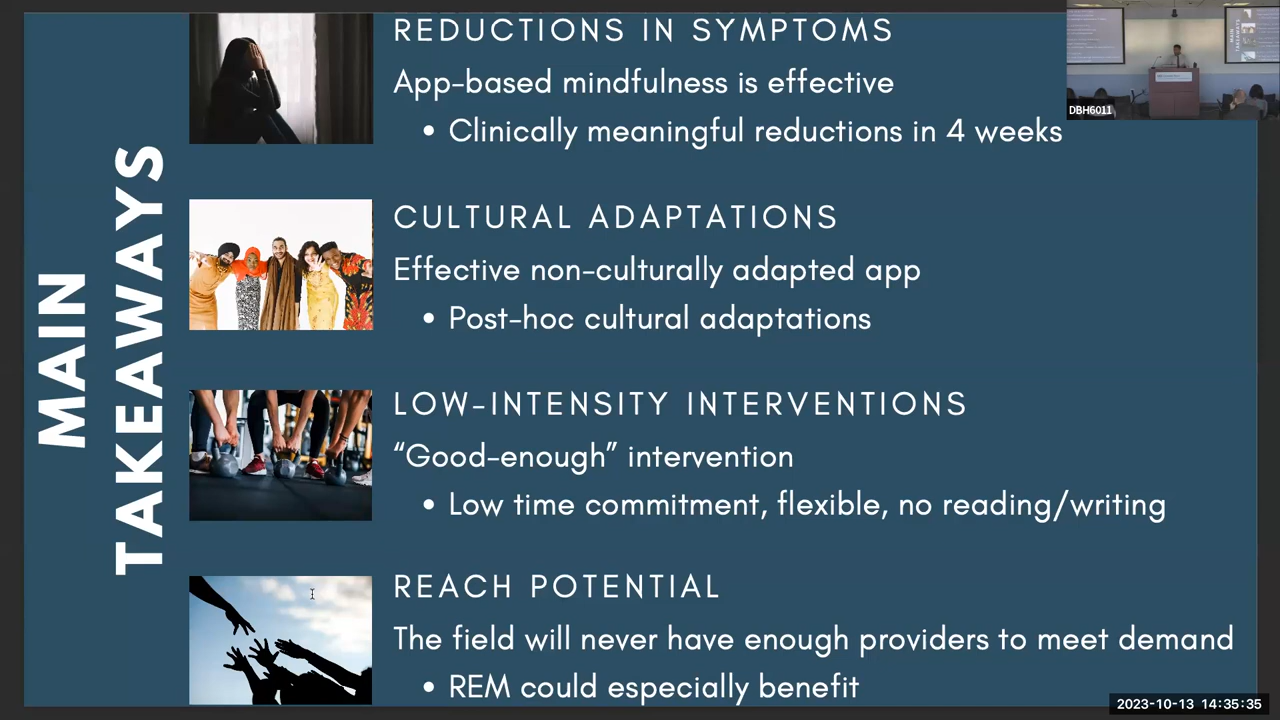 MAIN
TAKEAWAYS
REDUCTIONS IN SYMPTOMS
App-based mindfulness is effective
• Clinically meaningful reductions in 4 weeks
CULTURAL ADAPTATIONS
Effective non-culturally adapted app
• Post-hoc cultural adaptations
LOW-INTENSITY INTERVENTIONS
“Good-enough” intervention
• Low time commitment, flexible, no reading/writing
REACH POTENTIAL
The field will never have enough providers to meet demand
• REM could especially benefit
DBH6011
2023-10-13 14:35:35